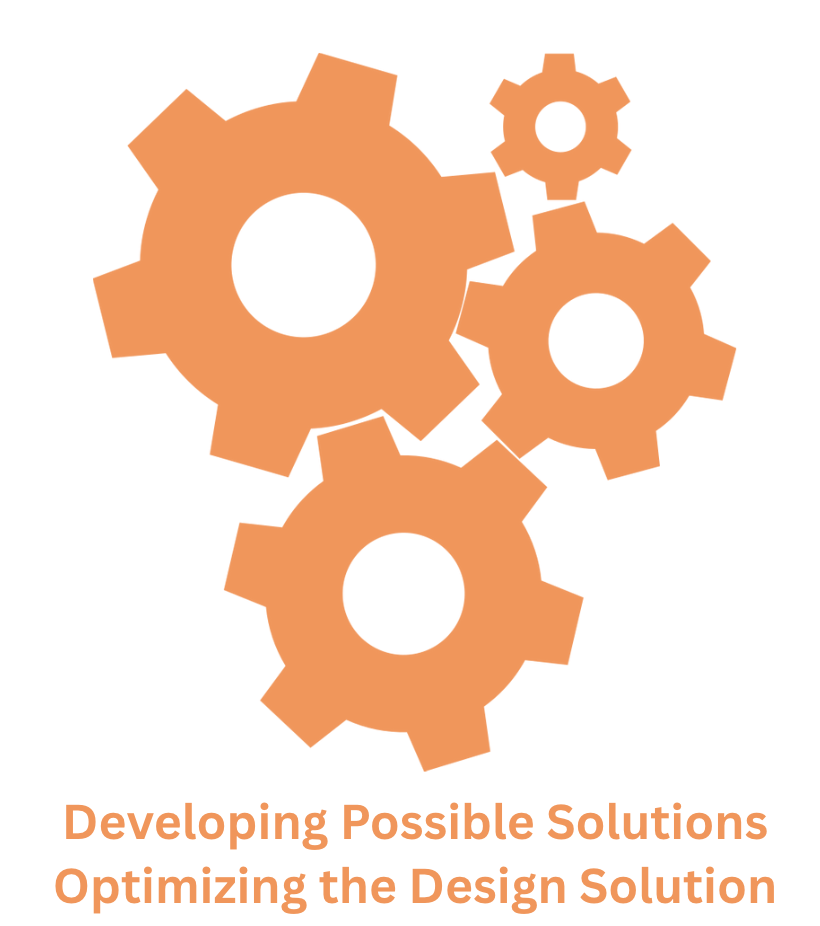 Developing Possible Solutions
Optimizing the Design Solution